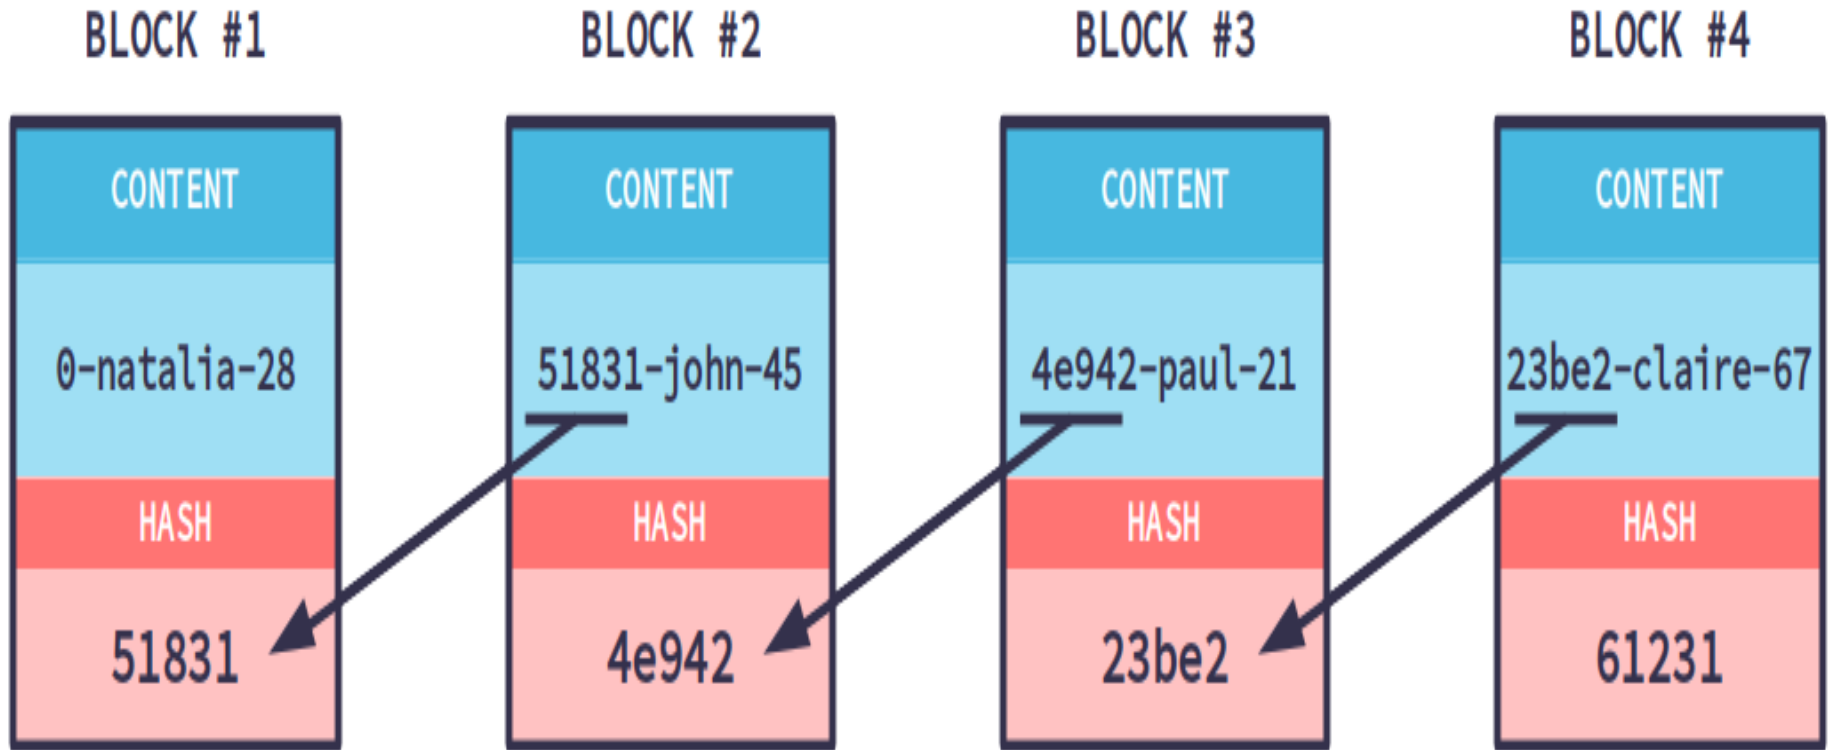 BLOCK #1
BLOCK #2
BLOCK #3
BLOCK #4
CONTENT
CONTENT
CONTENT
CONTENT
0-natalia-28
51831-john-45
4e942-paul-21
23be2-claire-67
HASH
HASH
HASH
HASH
51831
4e942
23be2
61231